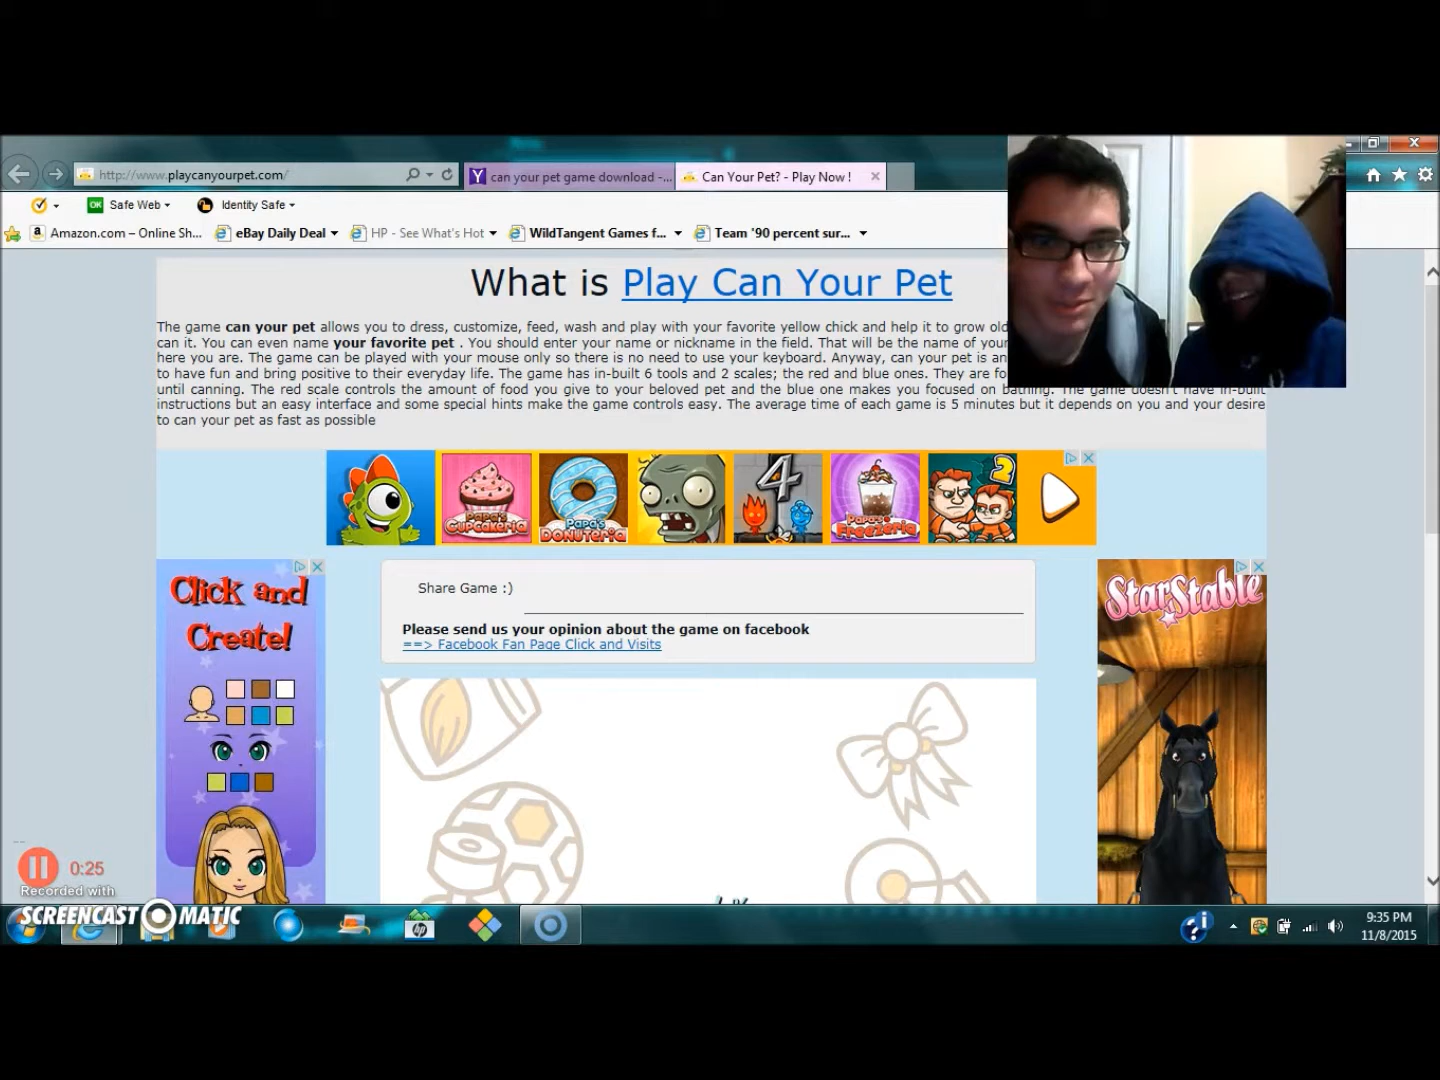 http://www.playcanyourpet.com/
can your pet game download -...
Can Your Pet? - Play Now !
OK Safe Web
Identity Safe
a Amazon.com – Online Sh...
eBay Daily Deal
HP - See What's Hot
WildTangent Games f...
Team '90 percent sur...
What is Play Can Your Pet
The game can your pet allows you to dress, customize, feed, wash and play with your favorite yellow chick and help it to grow old
can it. You can even name your favorite pet . You should enter your name or nickname in the field. That will be the name of your
here you are. The game can be played with your mouse only so there is no need to use your keyboard. Anyway, can your pet is an
to have fun and bring positive to their everyday life. The game has in-built 6 tools and 2 scales; the red and blue ones. They are fo
until canning. The red scale controls the amount of food you give to your beloved pet and the blue one makes you focused on bathing. The game doesn't have in-built
instructions but an easy interface and some special hints make the game controls easy. The average time of each game is 5 minutes but it depends on you and your desire
to can your pet as fast as possible
Papa's Cupcakeria
Papa's Donuteria
4
Papa's Freezeria
2
Click and
Create!
Share Game :)
Please send us your opinion about the game on facebook
==> Facebook Fan Page Click and Visits
StarStable
0:25
Recorded with
SCREENCAST-O-MATIC
hp
9:35 PM
11/8/2015